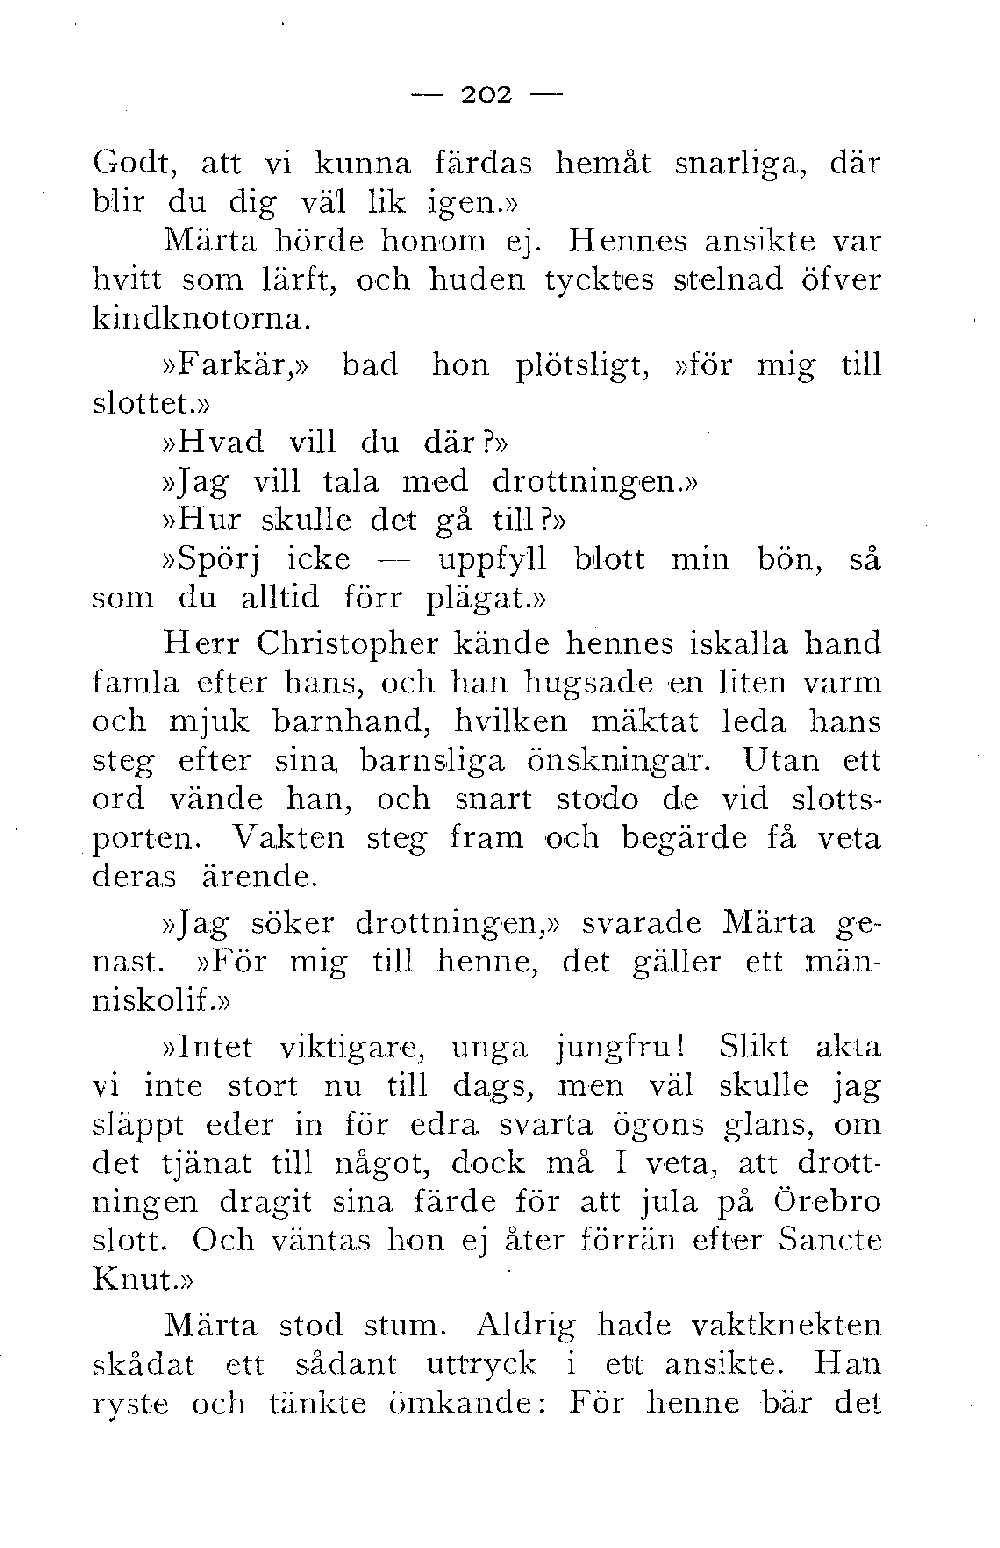 — 202 —
Godt, att vi kunna färdas hemåt snarliga, där
blir du dig väl lik igen.»
Märta hörde honom ej. Hennes ansikte var
hvitt som lärft, och huden tycktes stelnad öfver
kindknotorna.
»Farkär,» bad hon plötsligt, »för mig till
slottet.»
»Hvad vill du där?»
»Jag vill tala med drottningen.»
»Hur skulle det gå till?»
»Spörj icke — uppfyll blott min bön, så
som du alltid förr plägat.»
Herr Christopher kände hennes iskalla hand
famla efter hans, och han hugsade en liten varm
och mjuk barnhand, hvilken mäktat leda hans
steg efter sina barnsliga önskningar. Utan ett
ord vände han, och snart stodo de vid slotts-
porten. Vakten steg fram och begärde få veta
deras ärende.
»Jag söker drottningen,» svarade Märta ge-
nast. »För mig till henne, det gäller ett män-
niskolif.»
»Intet viktigare, unga jungfru! Slikt akta
vi inte stort nu till dags, men väl skulle jag
släppt eder in för edra svarta ögons glans, om
det tjänat till något, dock må I veta, att drott-
ningen dragit sina färde för att jula på Örebro
slott. Och väntas hon ej åter förrän efter Sancte
Knut.»
Märta stod stum. Aldrig hade vaktknekten
skådat ett sådant uttryck i ett ansikte. Han
ryste och tänkte ömkande: För henne bär det